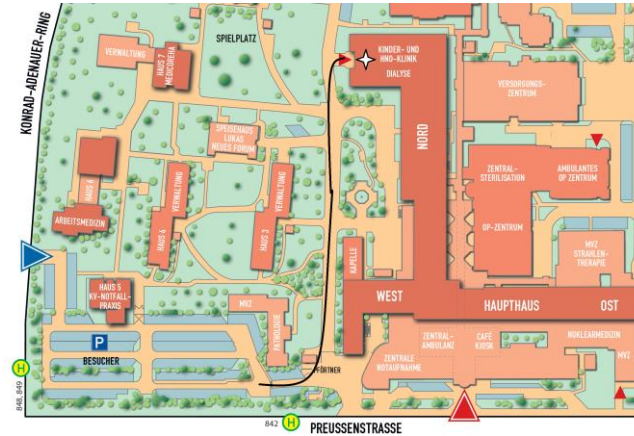 KONRAD-ADENAUER-RING
VERWALTUNG
HAUS 7
MEDICOREHA
SPIELPLATZ
KINDER- UND
HNO-KLINIK
DIALYSE
VERSORGUNGS-
ZENTRUM
NORD
SPEISEHAUS
LUKAS
NEUES FORUM
ZENTRAL-
STERILISATION
AMBULANTES
OP ZENTRUM
VERWALTUNG
VERWALTUNG
ARBEITSMEDIZIN
HAUS 4
HAUS 3
OP-ZENTRUM
MVZ
STRAHLEN-
THERAPIE
KAPELLE
HAUS 5
KV-NOTFALL-
PRAXIS
MVZ
WEST
HAUPTHAUS
OST
PATHOLOGIE
ZENTRAL-
AMBULANZ
CAFÉ
KIOSK
NUKLEARMEDIZIN
MVZ
P
BESUCHER
PFÖRTNER
ZENTRALE
NOTAUFNAHME
H
848, 849
842 H
PREUSSENSTRASSE